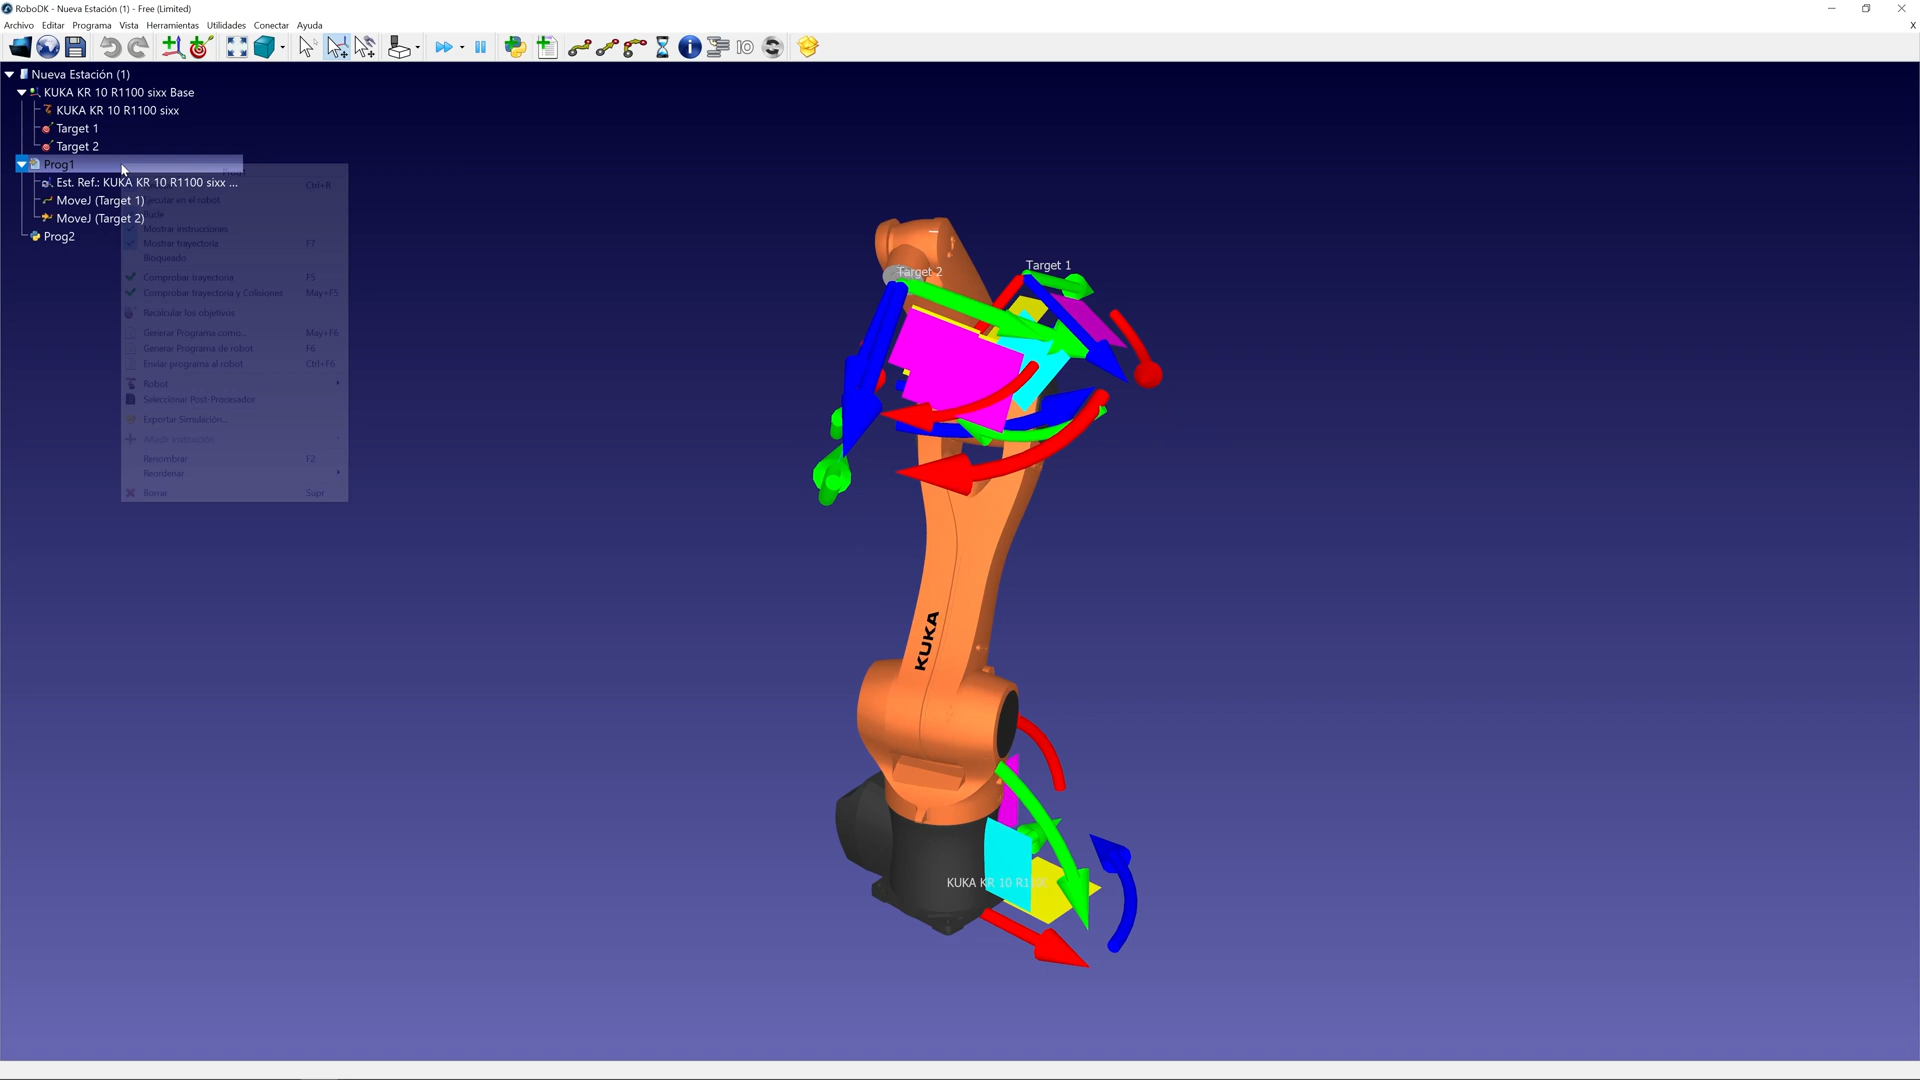 RoboDK - Nueva Estación (1) - Free (Limited)
Archivo Editar Programa Vista Herramientas Utilidades Conectar Ayuda
X
IO
Nueva Estación (1)
KUKA KR 10 R1100 sixx Base
KUKA KR 10 R1100 sixx
Target 1
Target 2
Prog1
Est. Ref.: KUKA KR 10 R1100 sixx ...
MoveJ (Target 1)
MoveJ (Target 2)
Prog2
Ctrl+R
ecutar en el robot
Bucle
Mostrar instrucciones
Mostrar trayectoria F7
Bloqueado
Comprobar trayectoria F5
Comprobar trayectoria y Colisiones May+F5
Recalcular los objetivos
Generar Programa como... May+F6
Generar Programa de robot F6
Enviar programa al robot Ctrl+F6
Robot
Seleccionar Post-Procesador
Exportar Simulación...
Añadir Instrucción
Renombrar F2
Reordenar
Borrar Supr
Target 2
Target 1
KUKA
KUKA KR 10 R1100